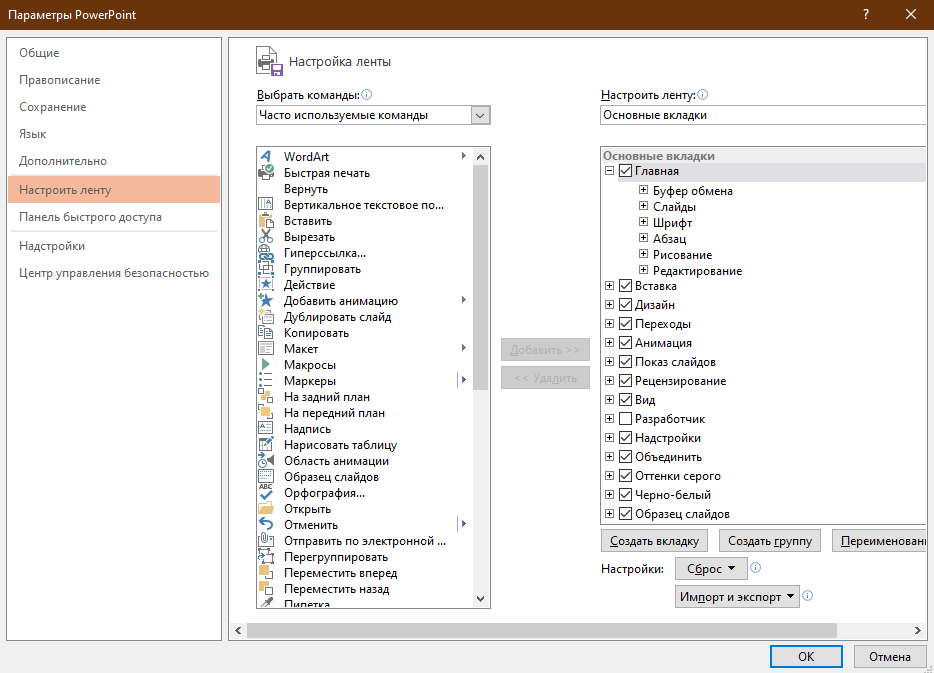 Параметры PowerPoint
?
Общие
Правописание
Сохранение
Язык
Дополнительно
Настроить ленту
Панель быстрого доступа
Надстройки
Центр управления безопасностью
Настройка ленты
Выбрать команды:
Часто используемые команды
WordArt
Быстрая печать
Вернуть
Вертикальное текстовое по...
Вставить
Вырезать
Гиперссылка...
Группировать
Действие
Добавить анимацию
Дублировать слайд
Копировать
Макет
Макросы
Маркеры
На задний план
На передний план
Надпись
Нарисовать таблицу
Область анимации
Образец слайдов
Орфография...
Открыть
Отменить
Отправить по электронной ...
Перегруппировать
Переместить вперед
Переместить назад
Пипетка
Добавить >>
<< Удалить
Настроить ленту:
Основные вкладки
Основные вкладки
Главная
Буфер обмена
Слайды
Шрифт
Абзац
Рисование
Редактирование
Вставка
Дизайн
Переходы
Анимация
Показ слайдов
Рецензирование
Вид
Разработчик
Надстройки
Объединить
Оттенки серого
Черно-белый
Образец слайдов
Создать вкладку
Создать группу
Переименовани
Настройки:
Сброс
Импорт и экспорт
ОК
Отмена